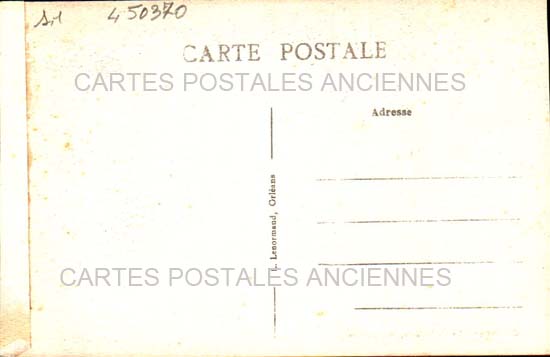 450370
CARTE POSTALE
CARTES POSTALES ANCIENNES
Adresse
Lenormand, Orléans
CARTES POSTALES ANCIENNES